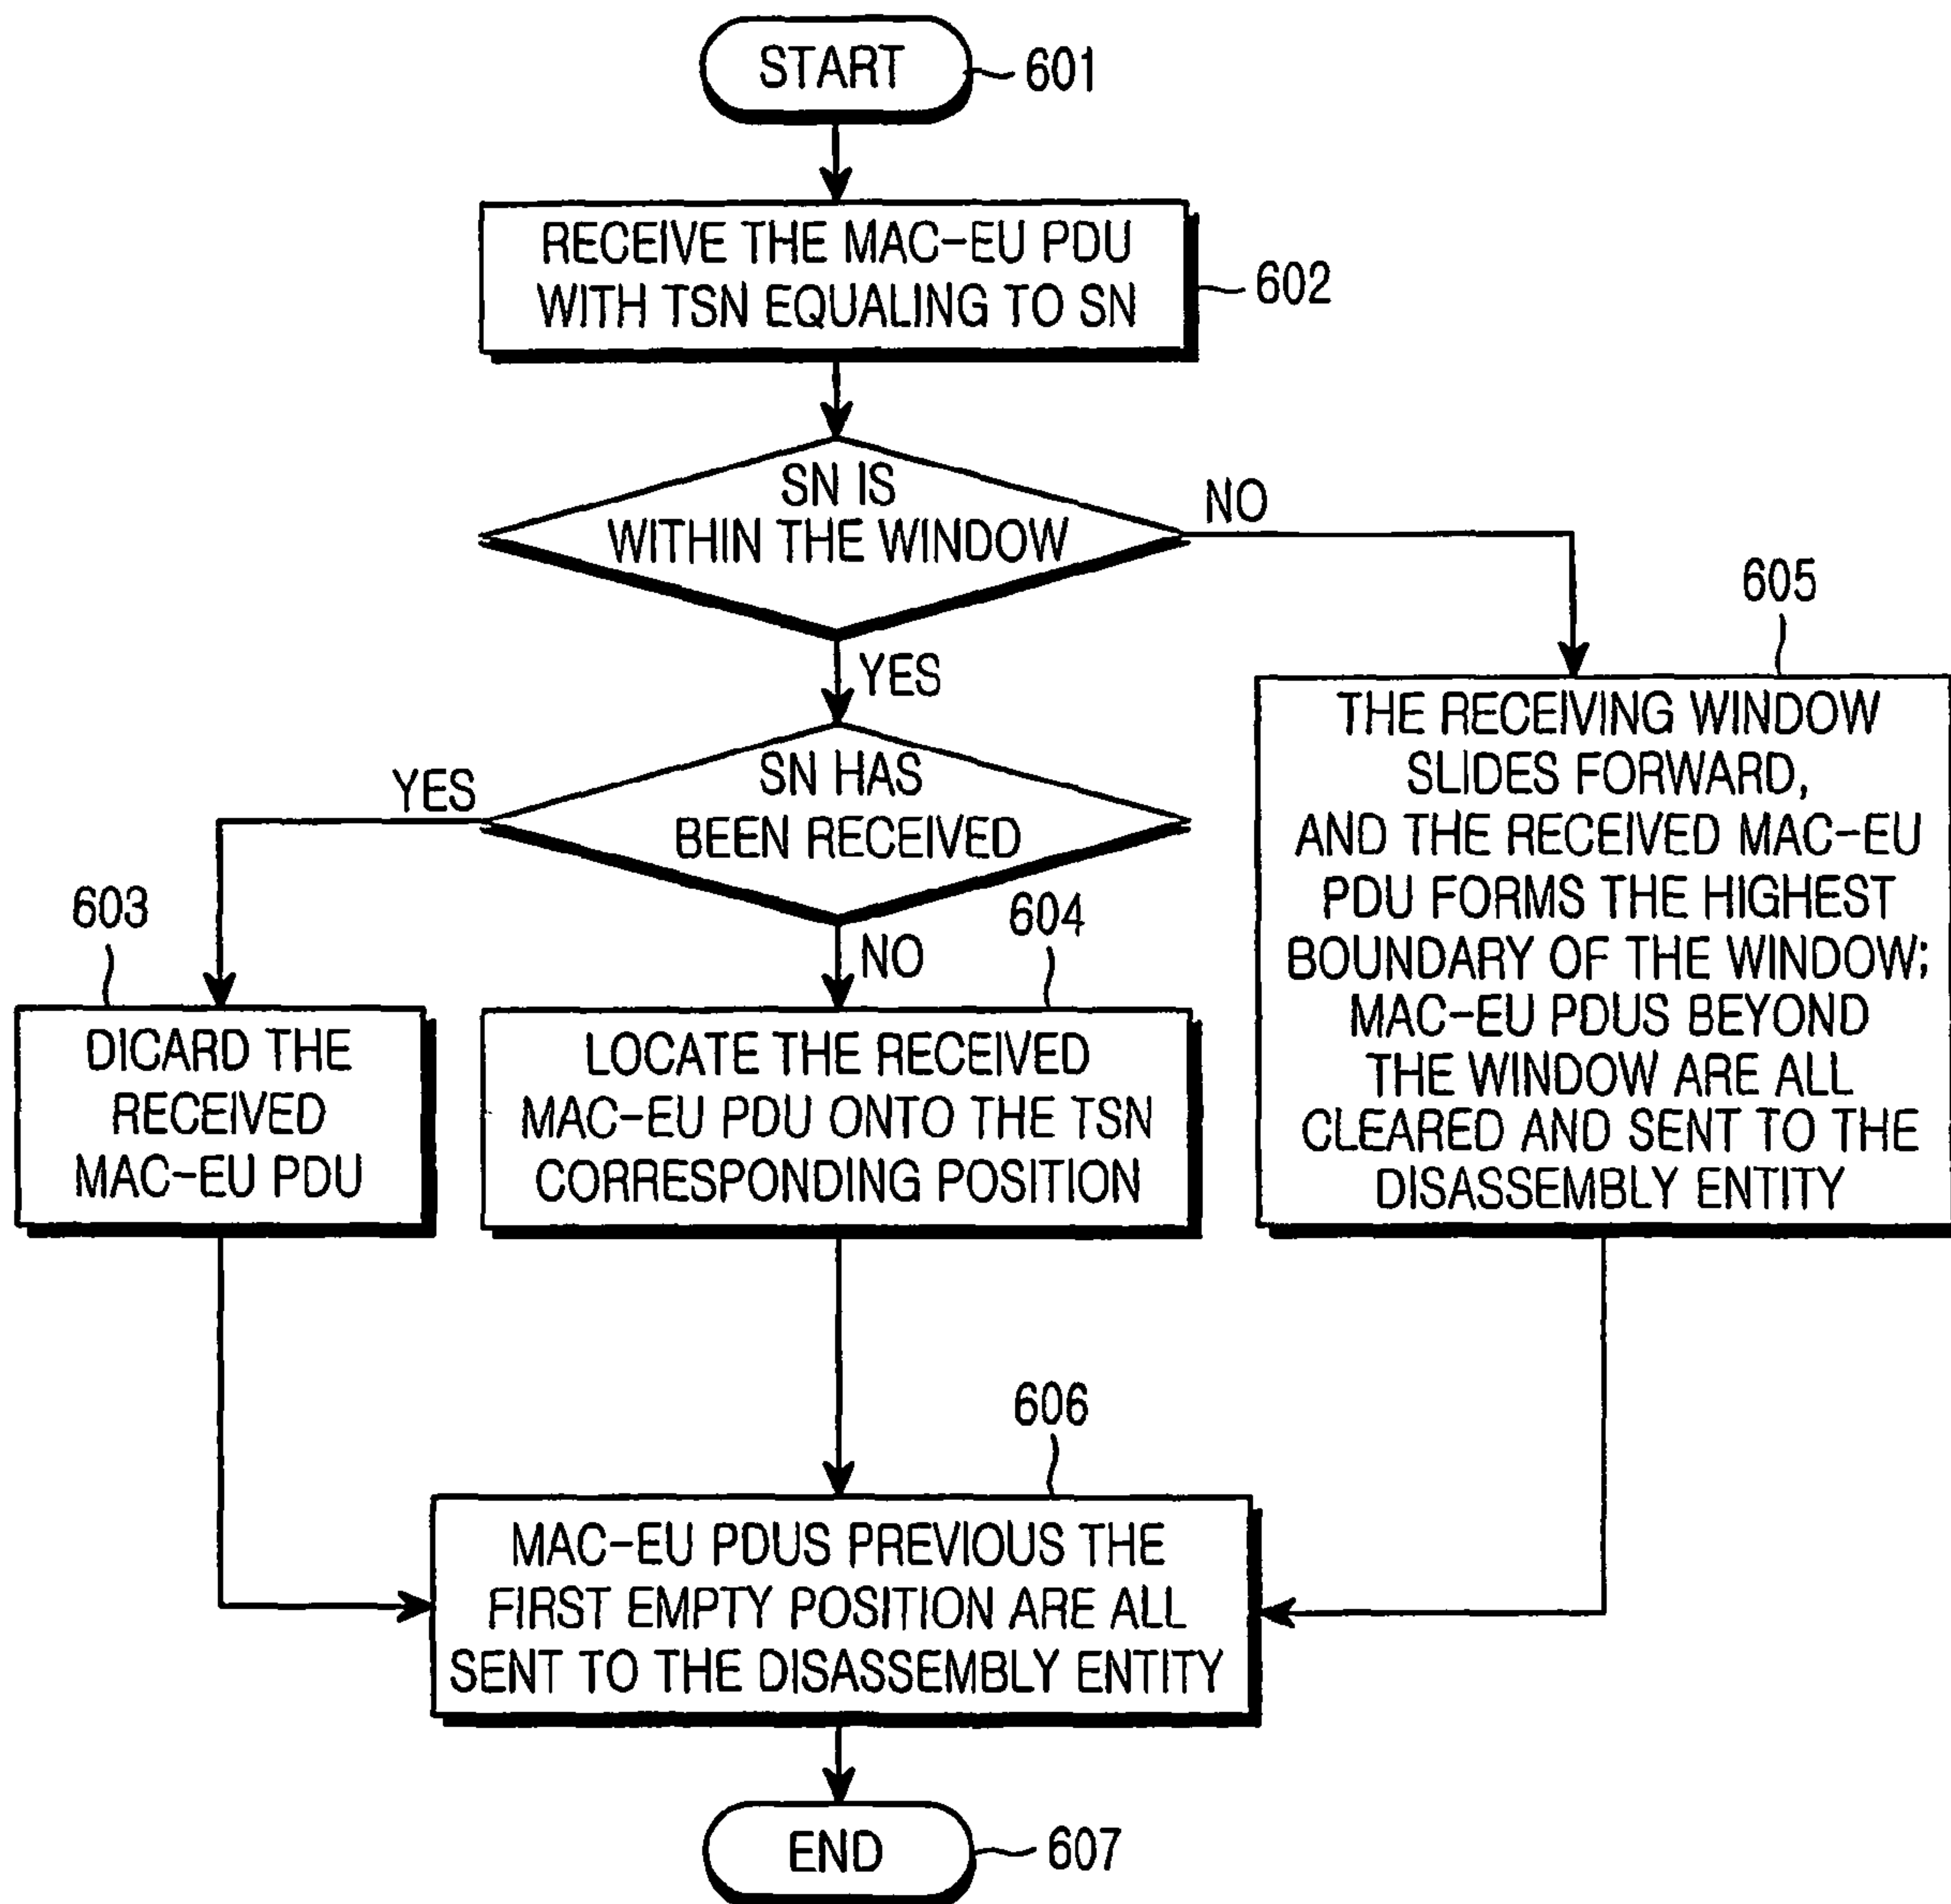 START
601
RECEIVE THE MAC-EU PDU
WITH TSN EQUALING TO SN
602
SN IS
WITHIN THE WINDOW
NO
YES
605
THE RECEIVING WINDOW
SLIDES FORWARD,
AND THE RECEIVED MAC-EU
PDU FORMS THE HIGHEST
BOUNDARY OF THE WINDOW;
MAC-EU PDUS BEYOND
THE WINDOW ARE ALL
CLEARED AND SENT TO THE
DISASSEMBLY ENTITY
SN HAS
BEEN RECEIVED
YES
NO
603
DICARD THE
RECEIVED
MAC-EU PDU
604
LOCATE THE RECEIVED
MAC-EU PDU ONTO THE TSN
CORRESPONDING POSITION
606
MAC-EU PDUS PREVIOUS THE
FIRST EMPTY POSITION ARE ALL
SENT TO THE DISASSEMBLY ENTITY
END
607